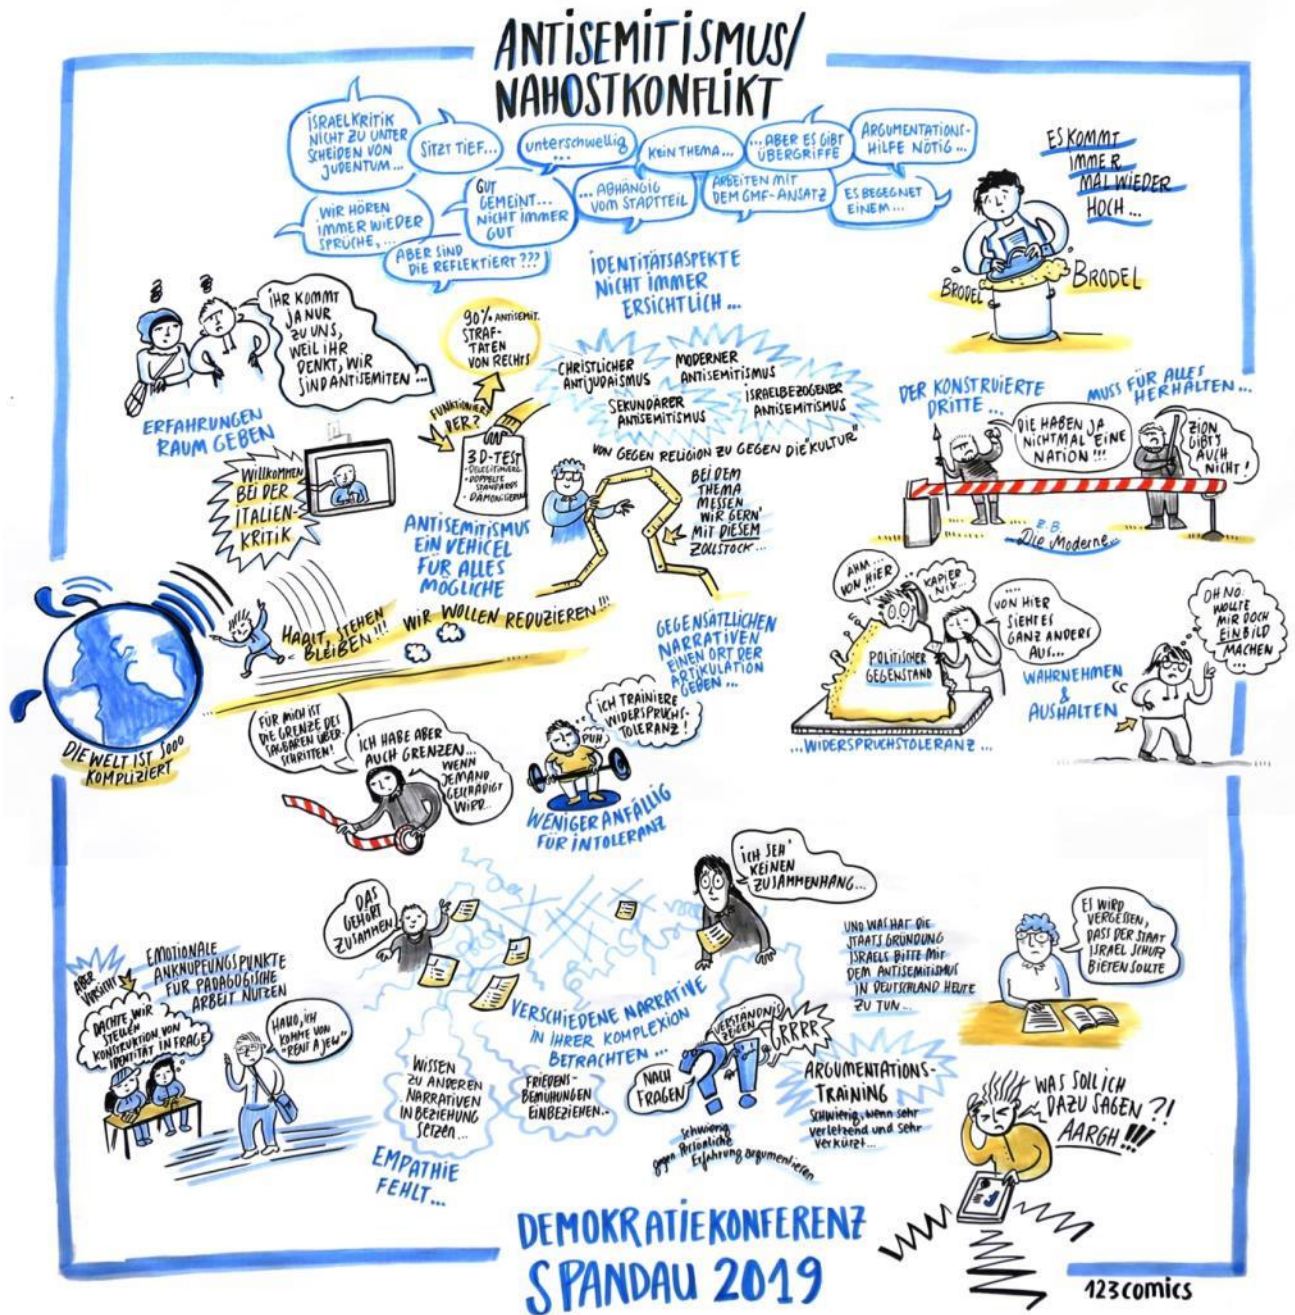 ANTISEMITISMUS/
NAHOSTKONFLIKT
ISRAELKRITIK
NICHT ZU UNTER
SCHEIDEN VON
JUDENTUM...
SITZT TIEF...
unterschwellig
...
KEIN THEMA...
...ABER ES GIBT
ÜBERGRIFFE
ARGUMENTATIONS-
HILFE NÖTIG...
WIR HÖREN
IMMER WIEDER
SPRÜCHE,...
GUT
GEMEINT...
NICHT IMMER
GUT
...ABHÄNGIG
VOM STADTTEIL
ARBEITEN MIT
DEM GMF-ANSATZ
ES BEGEGNET
EINEM...
ABER SIND
DIE REFLEKTIERT???
ES KOMMT
IMMER
MAL WIEDER
HOCH...
BRODEL
BRODEL
IDENTITÄTSASPEKTE
NICHT IMMER
ERSICHTLICH...
IHR KOMMT
JA NUR
ZU UNS,
WEIL IHR
DENKT, WIR
SIND ANTISEMITEN...
ERFAHRUNGEN
RAUM GEBEN
90% ANTISEMIT.
STRAF-
TATEN
VON RECHTS
FUNKTIONIERT
DER?
3D-TEST
DOPPELTE
STANDARDS
CHRISTLICHER
ANTIJUDAISMUS
MODERNER
ANTISEMITISMUS
SEKUNDÄRER
ANTISEMITISMUS
ISRAELBEZOGENER
ANTISEMITISMUS
VON GEGEN RELIGION ZU GEGEN DIE "KULTUR"
BEI DEM
THEMA
MESSEN
WIR GERN'
MIT DIESEM
ZOLLSTOCK...
DER KONSTRUIERTE
DRITTE...
MUSS FÜR ALLES
HERHALTEN...
DIE HABEN JA
NICHTMAL EINE
NATION!!!
ZION
GIBTS
AUCH
NICHT!
Z.B.
Die Moderne...
Willkommen
BEI DER
ITALIEN-
KRITIK
ANTISEMITISMUS
EIN VEHICEL
FÜR ALLES
MÖGLICHE
HAAALT, STEHEN
BLEIBEN!!!
WIR WOLLEN REDUZIEREN!!!
DIE WELT IST SOOO
KOMPLIZIERT
GEGENSÄTZLICHEN
NARRATIVEN
EINEN ORT DER
ARTIKULATION
GEBEN...
ÄHM...
VON HIER
KAPIER
NIX...
POLITISCHER
GEGENSTAND
...WIDERSPRUCHSTOLERANZ...
....
VON HIER
SIEHT ES
GANZ ANDERS
AUS...
WAHRNEHMEN
&
AUSHALTEN
OH NO:
WOLLTE
MIR DOCH
EIN BILD
MACHEN
...
FÜR MICH IST
DIE GRENZE DES
SAGBAREN ÜBER-
SCHRITTEN!
ICH HABE ABER
AUCH GRENZEN...
WENN
JEMAND
GESCHÄDIGT
WIRD...
PUH
ICH TRAINIERE
WIDERSPRUCHS-
TOLERANZ!
WENIGER ANFÄLLIG
FÜR INTOLERANZ
DAS
GEHÖRT
ZUSAMMEN
ICH SEH'
KEINEN
ZUSAMMENHANG...
VERSCHIEDENE NARRATIVE
IN IHRER KOMPLEXION
BETRACHTEN...
UND WAS HAT DIE
STAATS GRÜNDUNG
ISRAELS BITTE MIT
DEM ANTISEMITISMUS
IN DEUTSCHLAND HEUTE
ZU TUN...
ES WIRD
VERGESSEN,
DASS DER STAAT
ISRAEL SCHUTZ
BIETEN SOLLTE
ABER
VORSICHT
EMOTIONALE
ANKNÜPFUNGSPUNKTE
FÜR PÄDAGOGISCHE
ARBEIT NUTZEN
DACHTE, WIR
STELLEN
KONSTRUKTION VON
IDENTITÄT IN FRAGE
HALLO, ICH
KOMME VON
"RENT A JEW"
WISSEN
ZU ANDEREN
NARRATIVEN
IN BEZIEHUNG
SETZEN...
FRIEDENS-
BEMÜHUNGEN
EINBEZIEHEN...
EMPATHIE
FEHLT...
NACH
FRAGEN
VERSTÄNDNIS
ZEIGEN
GRRRR
schwierig
gegen Persönliche
Erfahrung argumentieren
ARGUMENTATIONS-
TRAINING
Schwierig, wenn sehr
verletzend und sehr
verkürzt...
WAS SOLL ICH
DAZU SAGEN?!
AARGH!!!
DEMOKRATIEKONFERENZ
SPANDAU 2019
123comics